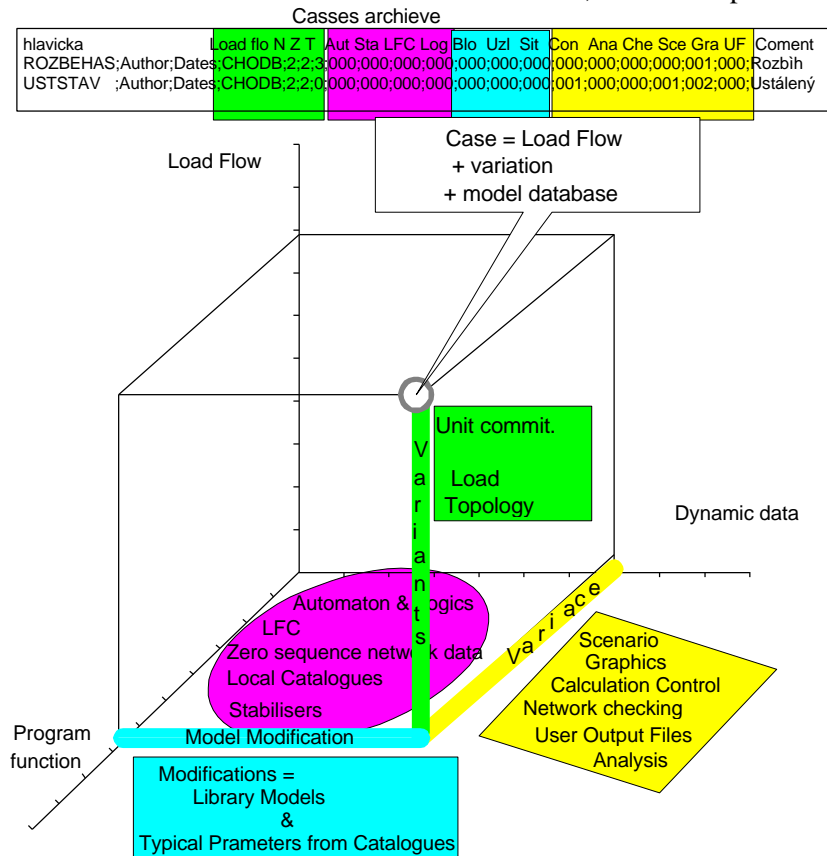 Casses archieve
hlavicka Load flo N Z T Aut Sta LFC Log Blo Uzl Sit Con Ana Che Sce Gra UF Coment
ROZBEHAS;Author;Dates;CHODB;2;2;3;000;000;000;000;000;000;000;000;000;000;000;001;000;Rozbìh
USTSTAV ;Author;Dates;CHODB;2;2;0;000;000;000;000;000;000;000;001;000;000;001;002;000;Ustálený
Case = Load Flow
+ variation
+ model database
Load Flow
Unit commit.
Load
Topology
Variants
Dynamic data
Automaton & Logics
LFC
Zero sequence network data
Local Catalogues
Stabilisers
Variace
Scenario
Graphics
Calculation Control
Network checking
User Output Files
Analysis
Program
function
Model Modification
Modifications =
Library Models
&
Typical Prameters from Catalogues